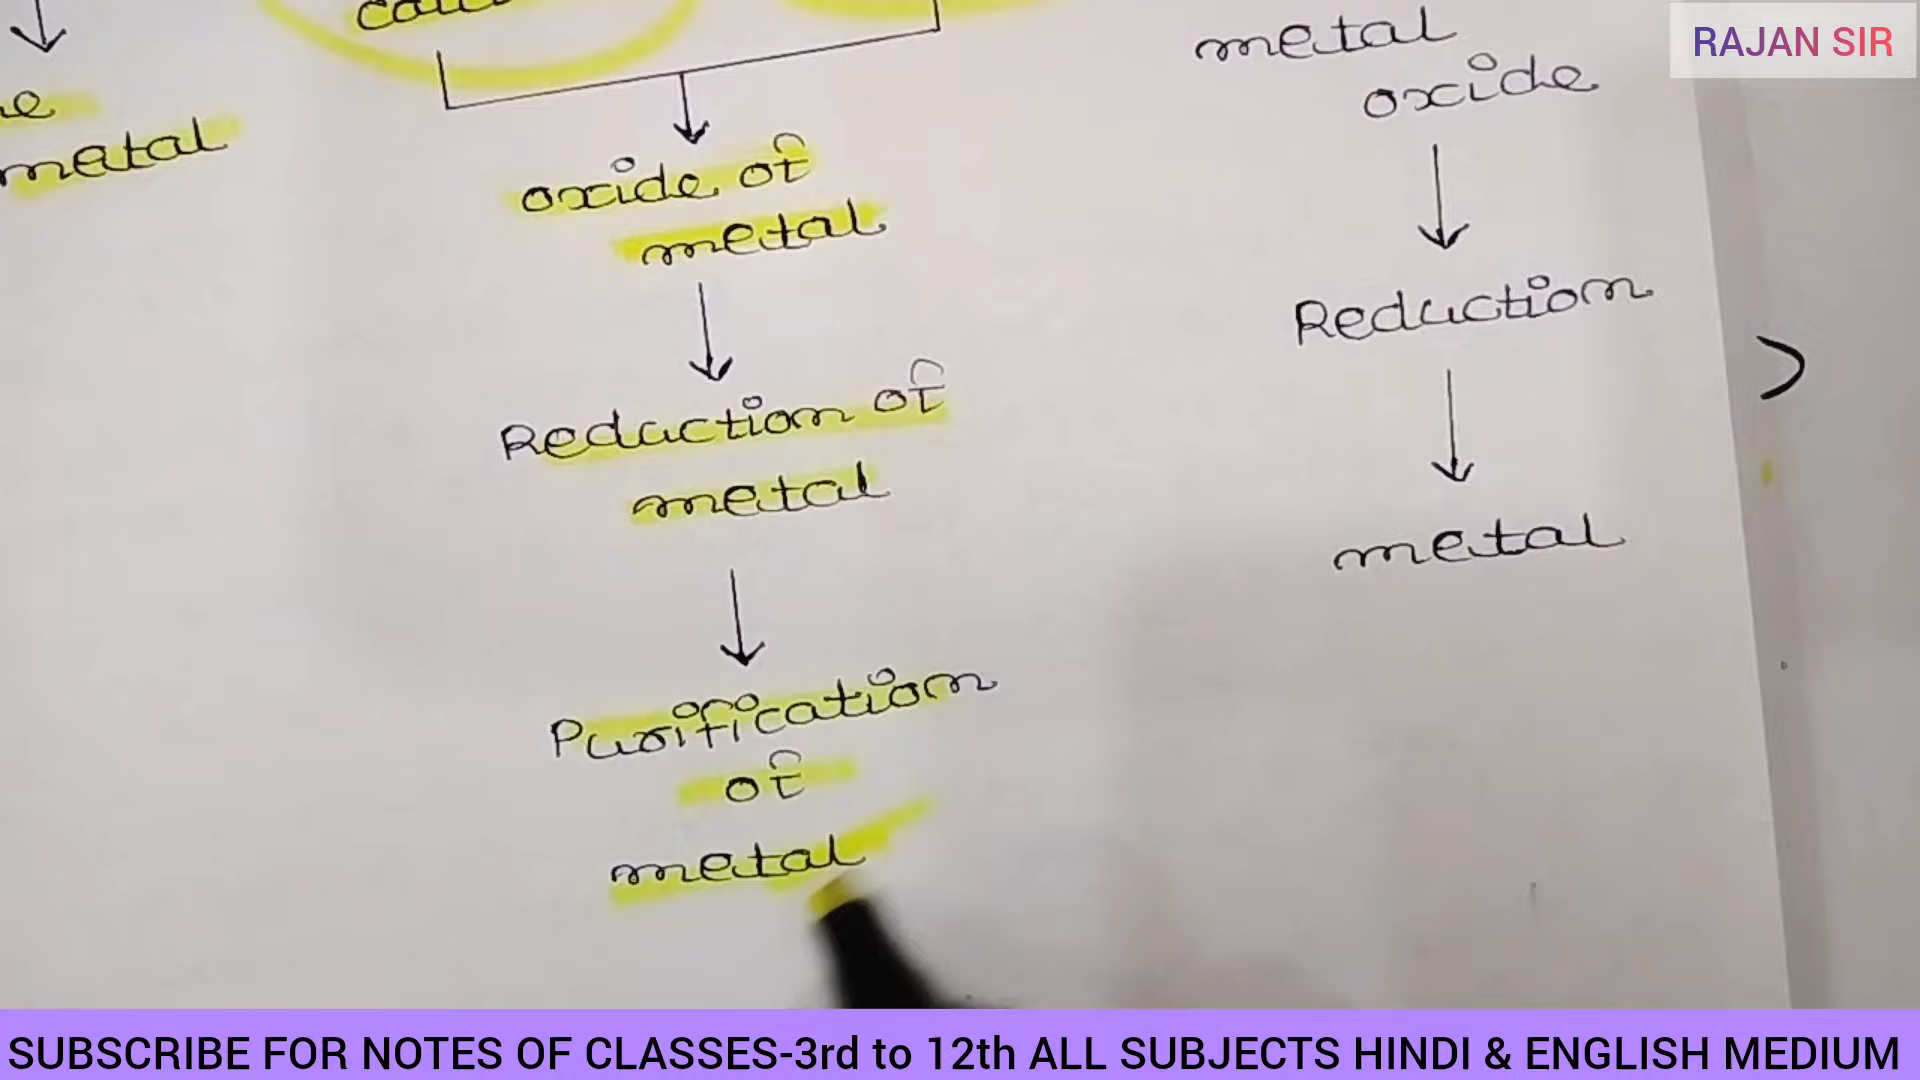 RAJAN SIR
metal
oxide
metal
oxide of
metal
Reduction
Reduction of
metal
metal
Purification
of
metal
SUBSCRIBE FOR NOTES OF CLASSES-3rd to 12th ALL SUBJECTS HINDI & ENGLISH MEDIUM